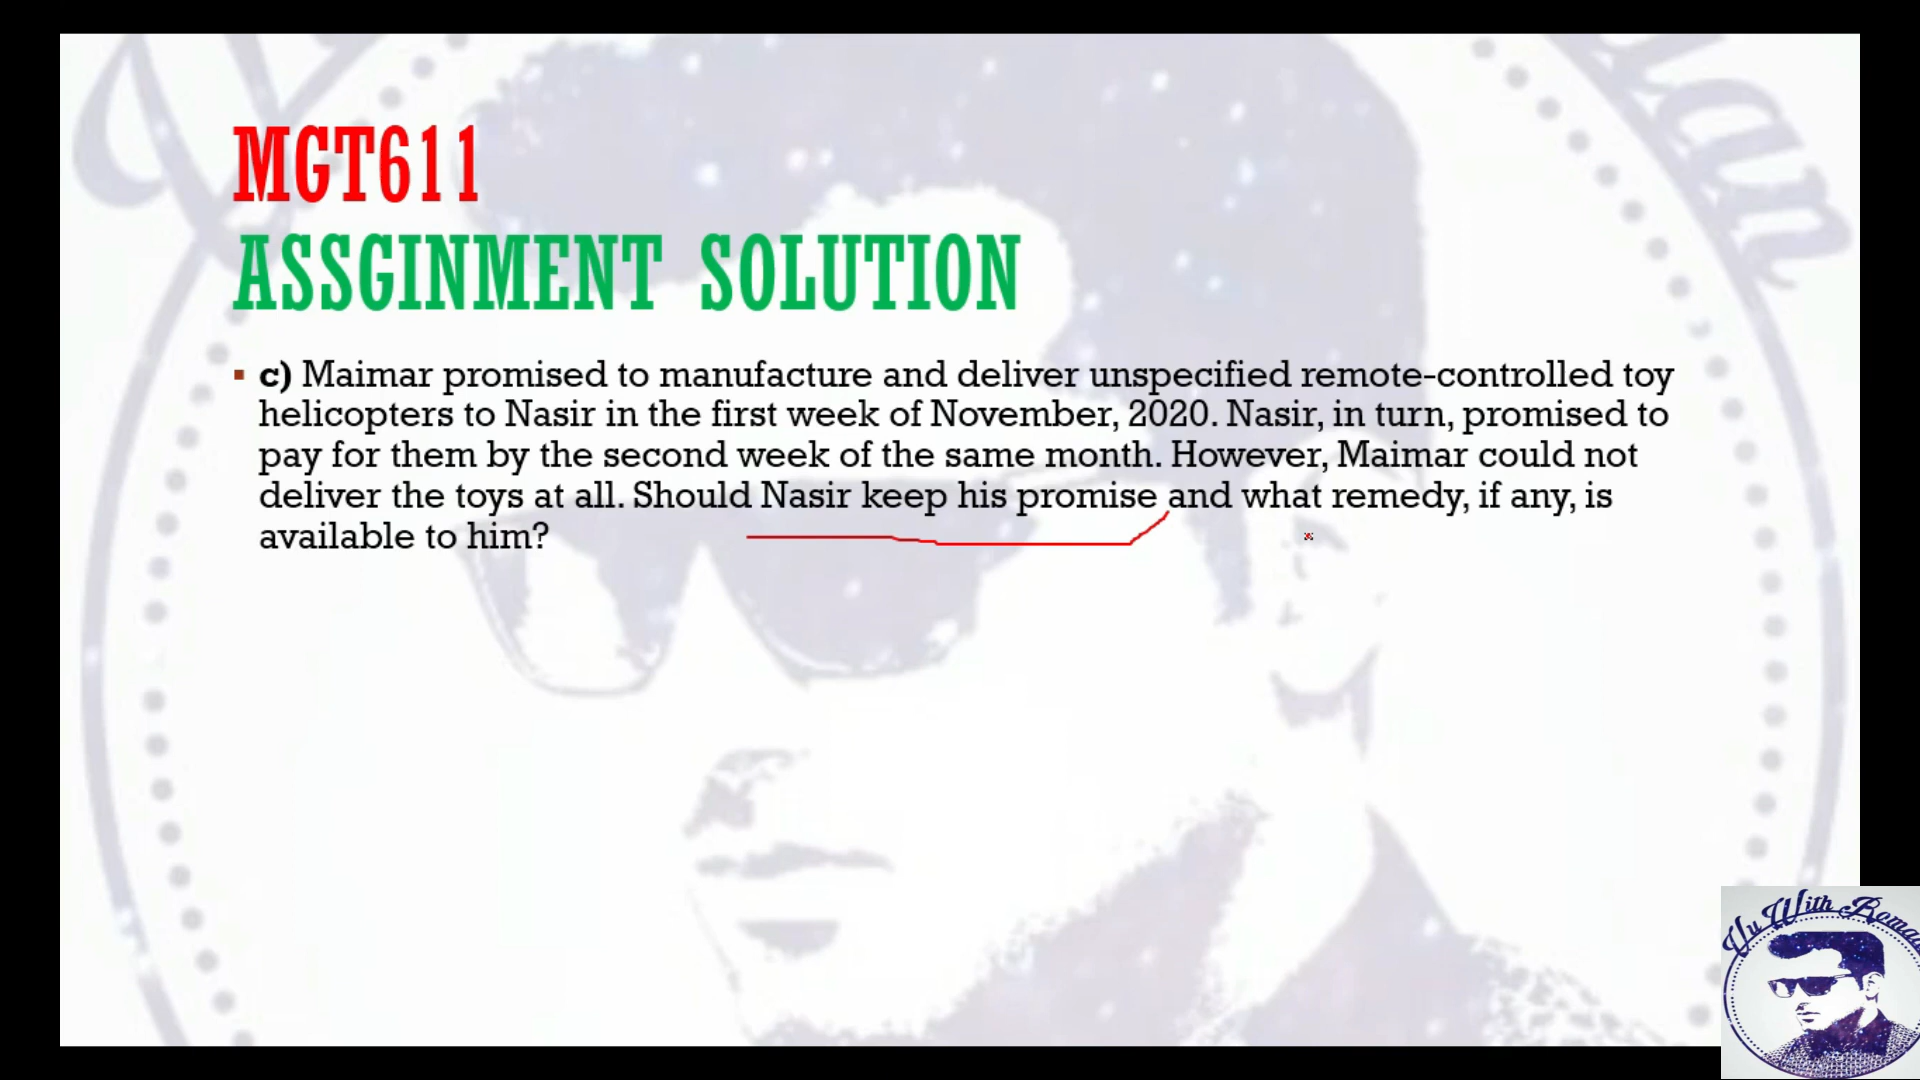 MGT611
ASSGINMENT SOLUTION
▪ c) Maimar promised to manufacture and deliver unspecified remote-controlled toy
helicopters to Nasir in the first week of November, 2020. Nasir, in turn, promised to
pay for them by the second week of the same month. However, Maimar could not
deliver the toys at all. Should Nasir keep his promise and what remedy, if any, is
available to him?
Vu With Roman